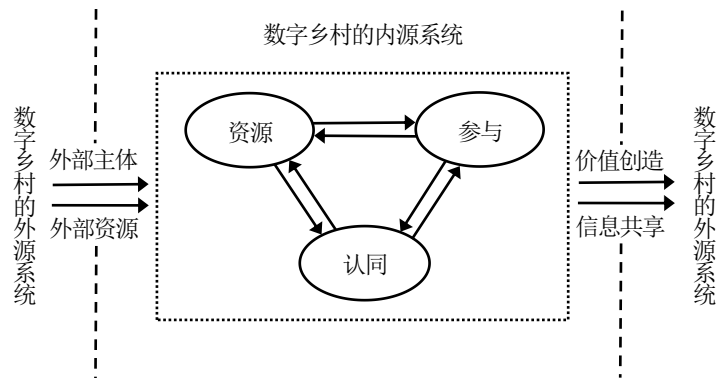 数字乡村的内源系统
数字乡村的外源系统
外部主体
外部资源
资源
参与
认同
价值创造
信息共享
数字乡村的外源系统